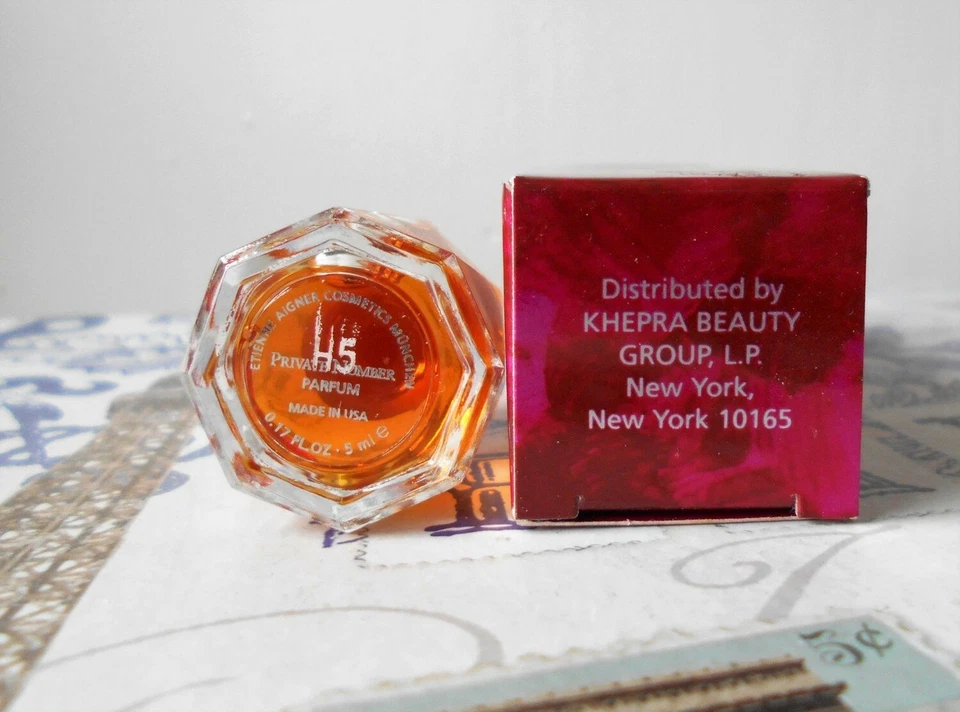 ETIENNE AIGNER COSMETICS MÜNCHEN
H5
PRIVATE NUMBER
PARFUM
MADE IN USA
0.17 FL.OZ • 5 ml ℮
Distributed by
KHEPRA BEAUTY
GROUP, L.P.
New York,
New York 10165
5¢